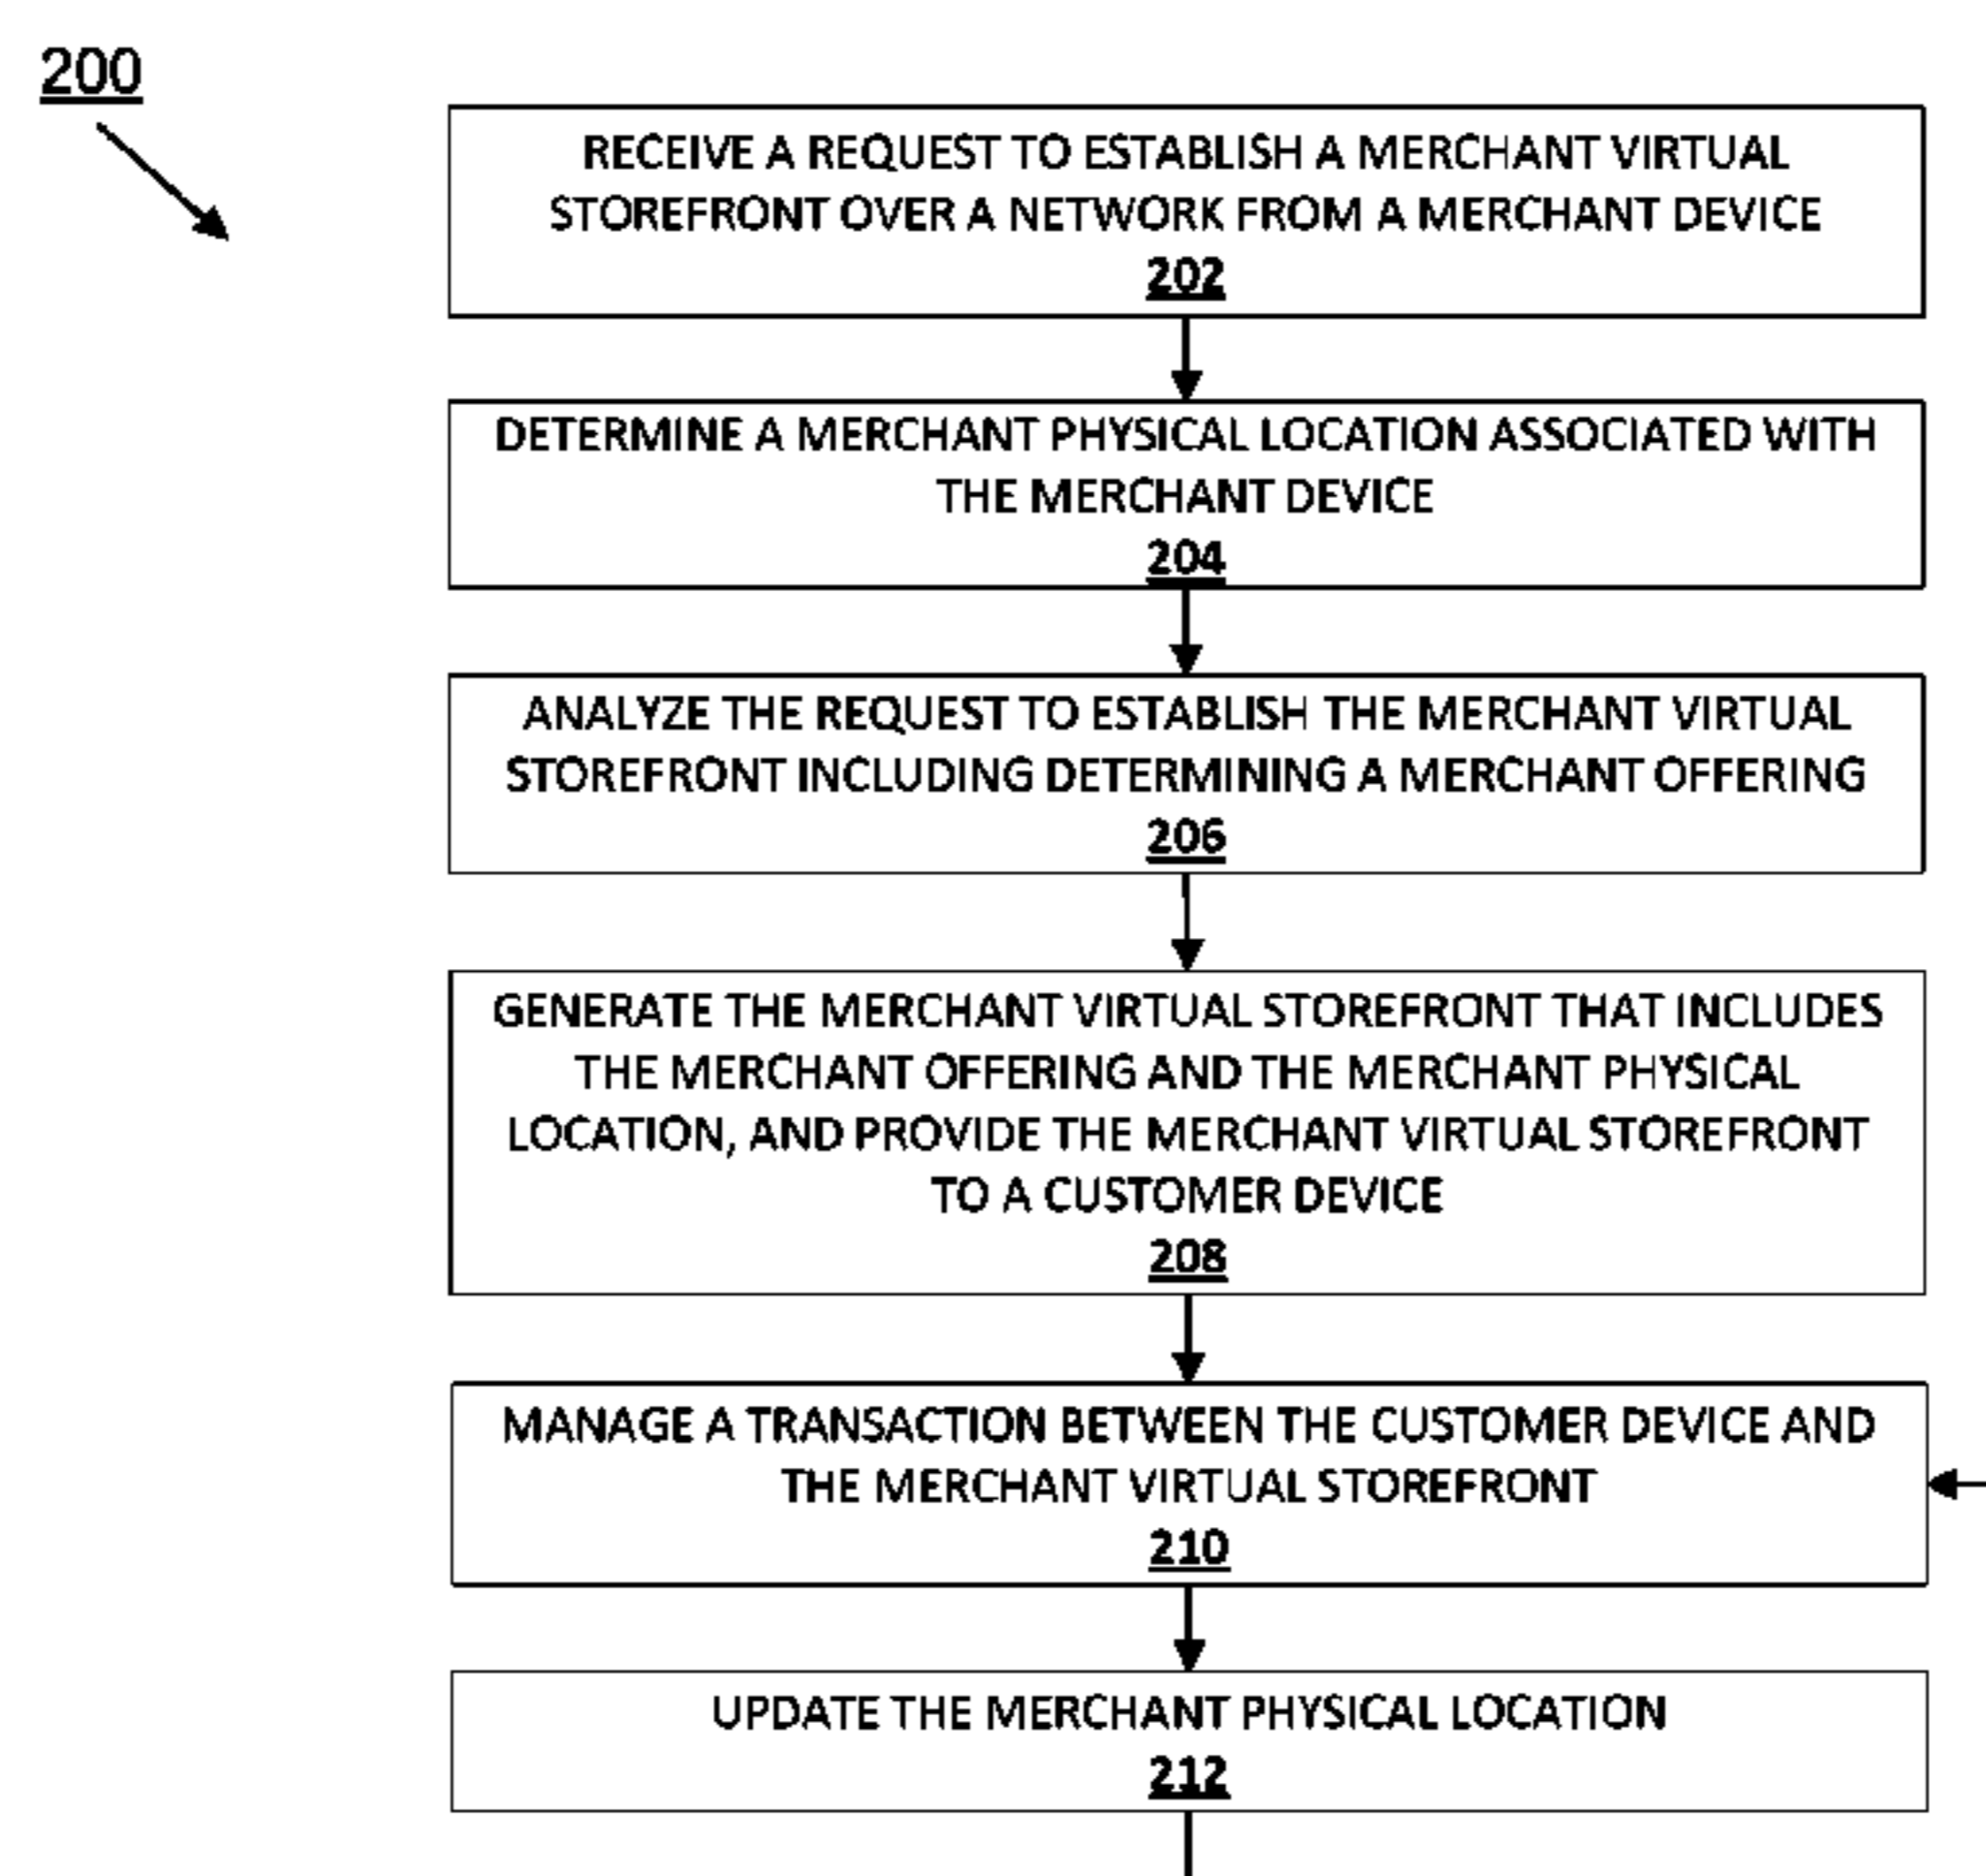 200
RECEIVE A REQUEST TO ESTABLISH A MERCHANT VIRTUAL
STOREFRONT OVER A NETWORK FROM A MERCHANT DEVICE
202
DETERMINE A MERCHANT PHYSICAL LOCATION ASSOCIATED WITH
THE MERCHANT DEVICE
204
ANALYZE THE REQUEST TO ESTABLISH THE MERCHANT VIRTUAL
STOREFRONT INCLUDING DETERMINING A MERCHANT OFFERING
206
GENERATE THE MERCHANT VIRTUAL STOREFRONT THAT INCLUDES
THE MERCHANT OFFERING AND THE MERCHANT PHYSICAL
LOCATION, AND PROVIDE THE MERCHANT VIRTUAL STOREFRONT
TO A CUSTOMER DEVICE
208
MANAGE A TRANSACTION BETWEEN THE CUSTOMER DEVICE AND
THE MERCHANT VIRTUAL STOREFRONT
210
UPDATE THE MERCHANT PHYSICAL LOCATION
212